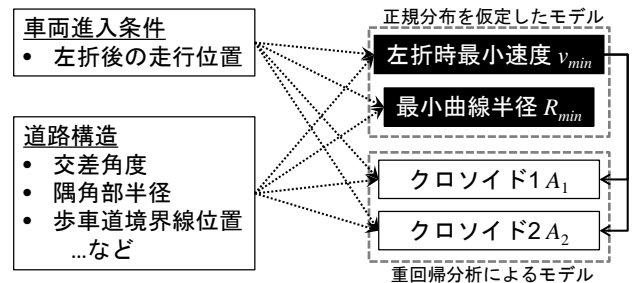 車両進入条件
• 左折後の走行位置
道路構造
• 交差角度
• 隅角部半径
• 歩車道境界線位置
…など
正規分布を仮定したモデル
左折時最小速度 vmin
最小曲線半径 Rmin
クロソイド1 A1
クロソイド2 A2
重回帰分析によるモデル